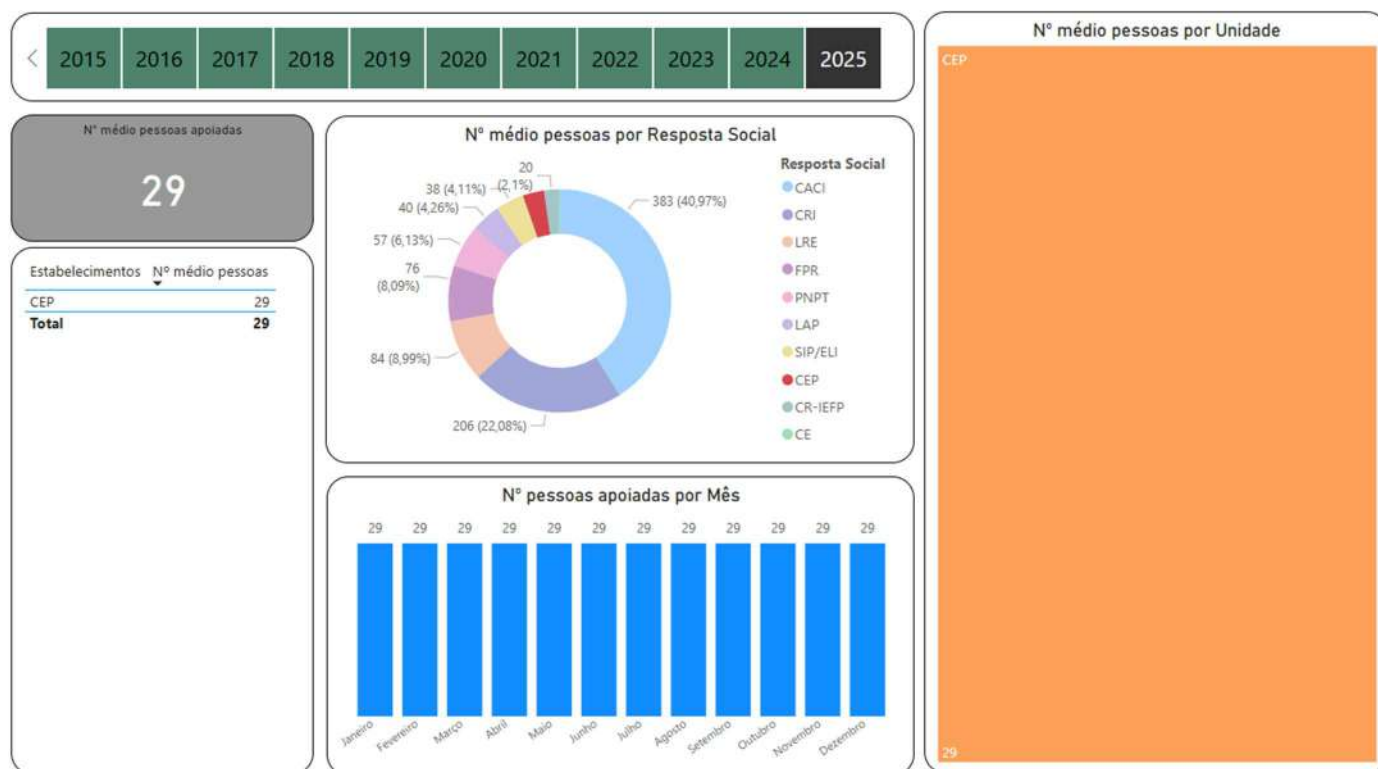 2015 2016 2017 2018 2019 2020 2021 2022 2023 2024 2025
Nº médio pessoas apoiadas
29
Estabelecimentos Nº médio pessoas
CEP 29
Total 29
Nº médio pessoas por Resposta Social
20
(2,1%)
38 (4,11%)
40 (4,26%)
57 (6,13%)
76
(8,09%)
84 (8,99%)
206 (22,08%)
383 (40,97%)
Resposta Social
CACI
CRI
LRE
FPR
PNPT
LAP
SIP/ELI
CEP
CR-IEFP
CE
Nº pessoas apoiadas por Mês
29 29 29 29 29 29 29 29 29 29 29 29
Janeiro Fevereiro Março Abril Maio Junho Julho Agosto Setembro Outubro Novembro Dezembro
Nº médio pessoas por Unidade
CEP
29